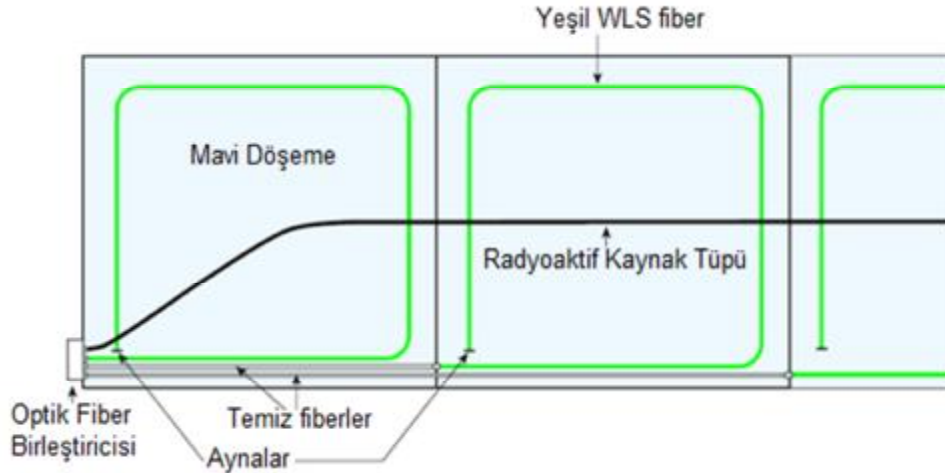 Yeşil WLS fiber
Mavi Döşeme
Radyoaktif Kaynak Tüpü
Optik Fiber
Birleştiricisi
Temiz fiberler
Aynalar